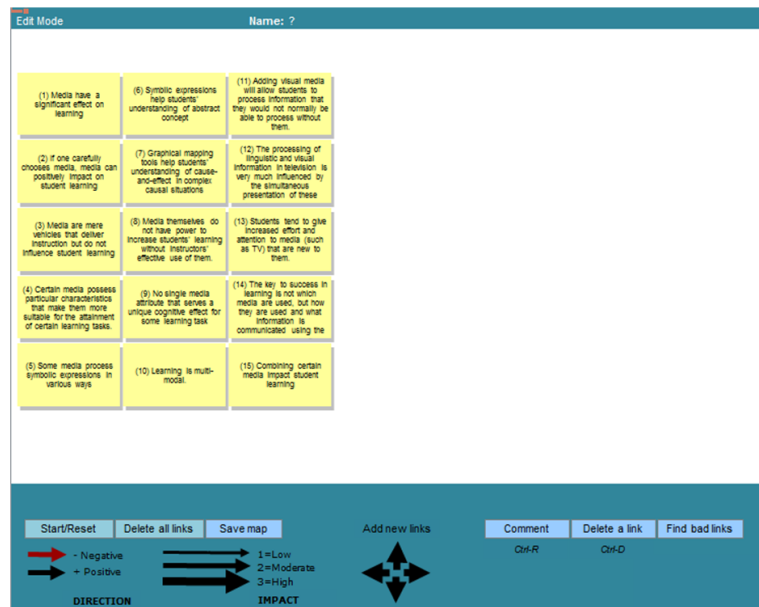 Edit Mode
Name: ?
(1) Media have a
significant effect on
learning
(2) If one carefully
chooses media, media can
positively impact on
student learning
(3) Media are mere
vehicles that deliver
instruction but do not
influence student learning
(4) Certain media possess
particular characteristics
that make them more
suitable for the attainment
of certain learning tasks.
(5) Some media process
symbolic expressions in
various ways
(6) Symbolic expressions
help students'
understanding of abstract
concept
(7) Graphical mapping
tools help students'
understanding of cause-
and-effect in complex
causal situations
(8) Media themselves do
not have power to
increase students' learning
without instructors'
effective use of them.
(9) No single media
attribute that serves a
unique cognitive effect for
some learning task
(10) Learning is multi-
modal.
(11) Adding visual media
will allow students to
process information that
they would not normally be
able to process without
them.
(12) The processing of
linguistic and visual
information in television is
very much influenced by
the simultaneous
presentation of these
(13) Students tend to give
increased effort and
attention to media (such
as TV) that are new to
them.
(14) The key to success in
learning is not which
media are used, but how
they are used and what
information is
communicated using the
(15) Combining certain
media impact student
learning
Start/Reset
Delete all links
Save map
- Negative
+ Positive
DIRECTION
1=Low
2=Moderate
3=High
IMPACT
Add new links
Comment
Delete a link
Find bad links
Ctrl-R
Ctrl-D